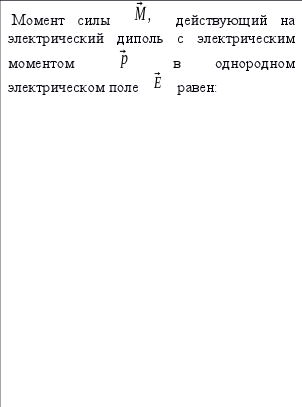 Момент силы $\vec{M}$, действующий на
электрический диполь с электрическим
моментом $\vec{p}$ в однородном
электрическом поле $\vec{E}$ равен: